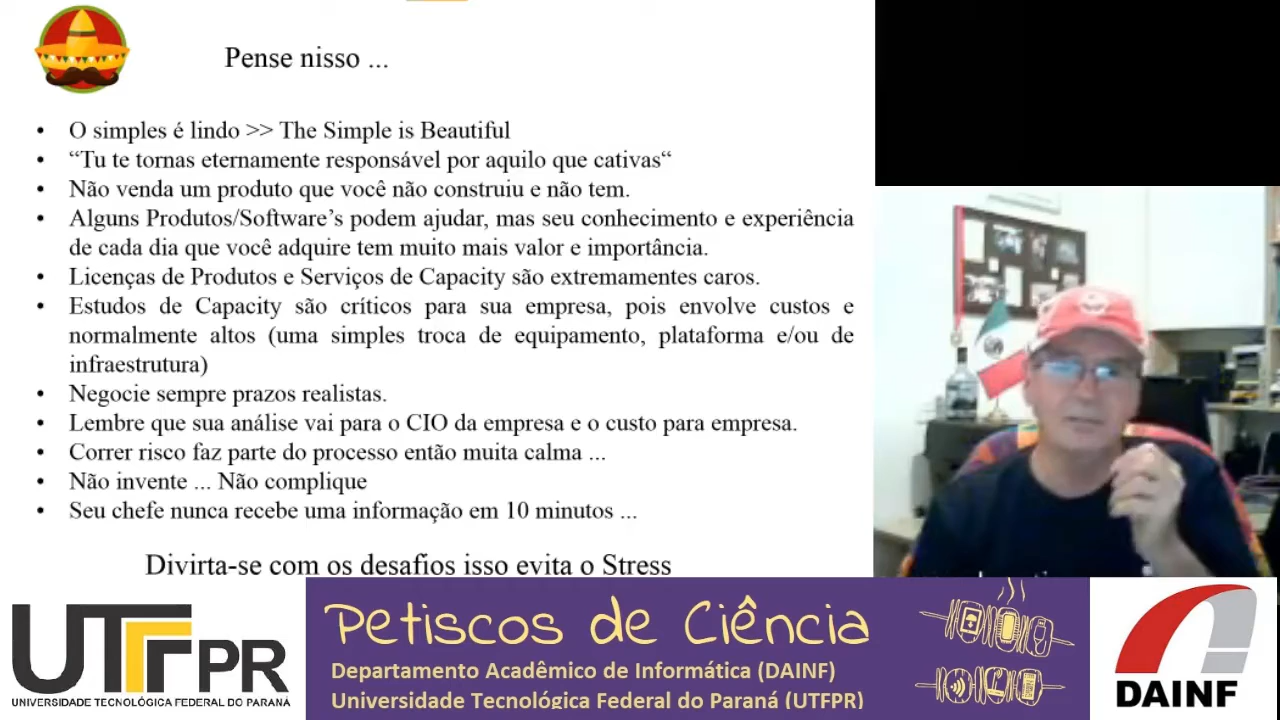 Pense nisso ...
• O simples é lindo >> The Simple is Beautiful
• “Tu te tornas eternamente responsável por aquilo que cativas“
• Não venda um produto que você não construiu e não tem.
• Alguns Produtos/Software’s podem ajudar, mas seu conhecimento e experiência
de cada dia que você adquire tem muito mais valor e importância.
• Licenças de Produtos e Serviços de Capacity são extremamentes caros.
• Estudos de Capacity são críticos para sua empresa, pois envolve custos e
normalmente altos (uma simples troca de equipamento, plataforma e/ou de
infraestrutura)
• Negocie sempre prazos realistas.
• Lembre que sua análise vai para o CIO da empresa e o custo para empresa.
• Correr risco faz parte do processo então muita calma ...
• Não invente ... Não complique
• Seu chefe nunca recebe uma informação em 10 minutos ...
Divirta-se com os desafios isso evita o Stress
UTFPR
UNIVERSIDADE TECNOLÓGICA FEDERAL DO PARANÁ
Petiscos de Ciência
Departamento Acadêmico de Informática (DAINF)
Universidade Tecnológica Federal do Paraná (UTFPR)
DAINF